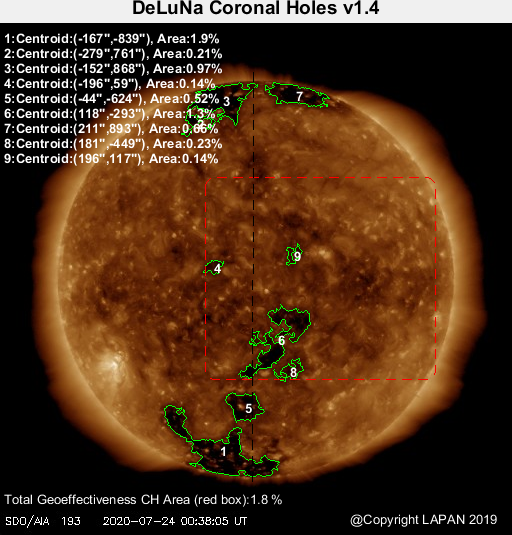 DeLuNa Coronal Holes v1.4
1:Centroid:(-167",-839"), Area:1.9%
2:Centroid:(-279",761"), Area:0.21%
3:Centroid:(-152",868"), Area:0.97%
4:Centroid:(-196",59"), Area:0.14%
5:Centroid:(-44",-624"), Area:0.52%
6:Centroid:(118",-293"), Area:1.3%
7:Centroid:(211",893"), Area:0.66%
8:Centroid:(181",-449"), Area:0.23%
9:Centroid:(196",117"), Area:0.14%
3
7
2
9
4
6
8
5
1
Total Geoeffectiveness CH Area (red box):1.8 %
SDO/AIA 193 2020-07-24 00:38:05 UT
@Copyright LAPAN 2019